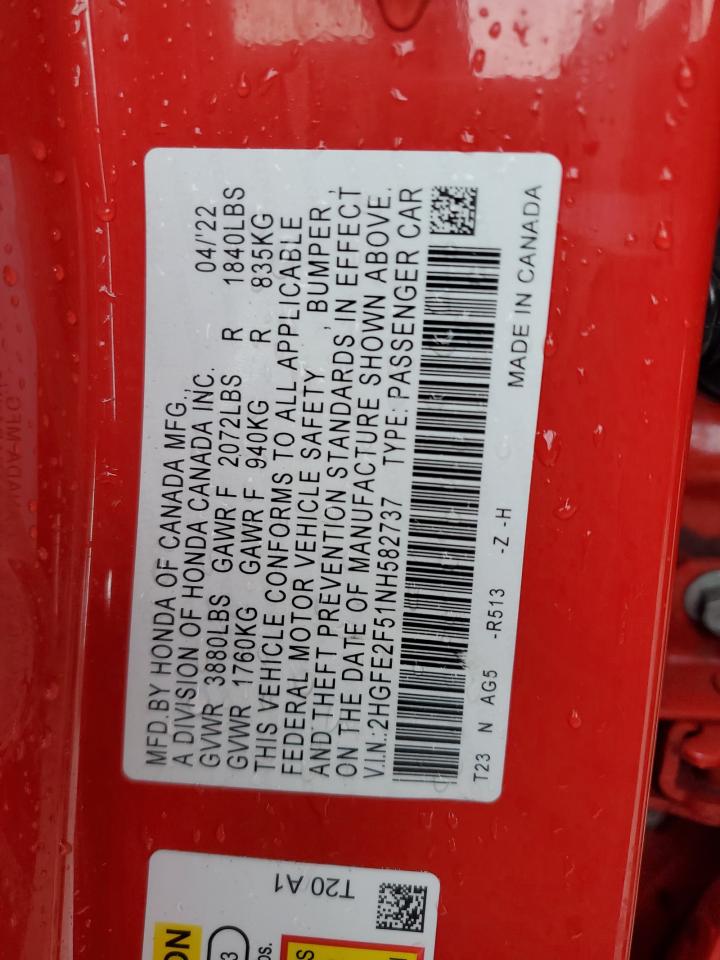 MFD.BY HONDA OF CANADA MFG.,
A DIVISION OF HONDA CANADA INC. 04/'22
GVWR 3880LBS GAWR F 2072LBS R 1840LBS
GVWR 1760KG GAWR F 940KG R 835KG
THIS VEHICLE CONFORMS TO ALL APPLICABLE
FEDERAL MOTOR VEHICLE SAFETY , BUMPER ,
AND THEFT PREVENTION STANDARDS IN EFFECT
ON THE DATE OF MANUFACTURE SHOWN ABOVE.
V.I.N.:2HGFE2F51NH582737 TYPE: PASSENGER CAR
T23 N AG5 -R513 -Z -H
MADE IN CANADA
T20 A1